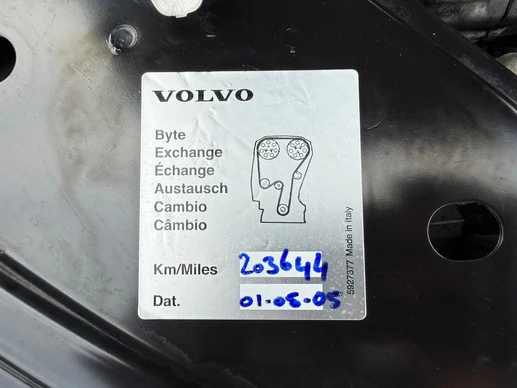 VOLVO
Byte
Exchange
Échange
Austausch
Cambio
Câmbio
Km/Miles 203644
Dat. 01-05-05
5927377 Made in Italy